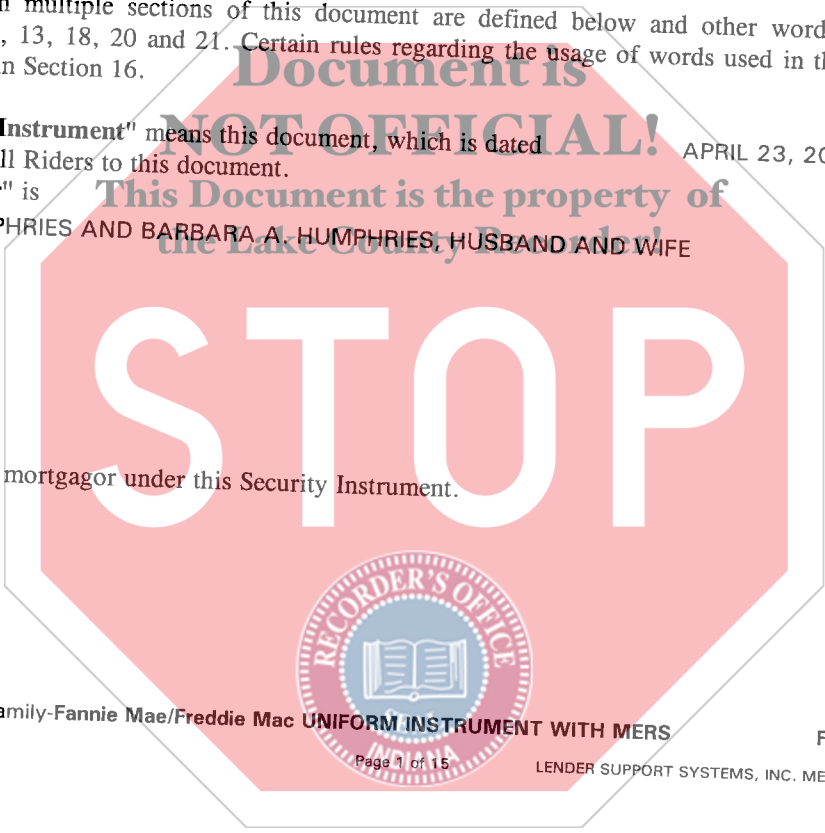 multiple sections of this document are defined below and other word
, 13, 18, 20 and 21. Certain rules regarding the usage of words used in
n Section 16.
Document is
Instrument" means this document, which is dated APRIL 23, 20
NOT OFFICIAL!
ll Riders to this document.
" is
This Document is the property of
PHRIES AND BARBARA A. HUMPHRIES, HUSBAND AND WIFE
the Lake County Recorder!
STOP
mortgagor under this Security Instrument.
RECORDER'S OFFICE
SEAL
INDIANA
amily-Fannie Mae/Freddie Mac UNIFORM INSTRUMENT WITH MERS F
Page 1 of 15
LENDER SUPPORT SYSTEMS, INC. ME